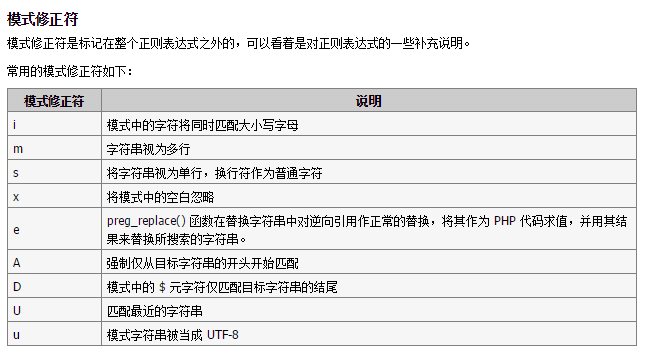 模式修正符
模式修正符是标记在整个正则表达式之外的，可以看着是对正则表达式的一些补充说明。
常用的模式修正符如下：
模式修正符 说明
i 模式中的字符将同时匹配大小写字母
m 字符串视为多行
s 将字符串视为单行，换行符作为普通字符
x 将模式中的空白忽略
e preg_replace() 函数在替换字符串中对逆向引用作正常的替换，将其作为 PHP 代码求值，并用其结
果来替换所搜索的字符串。
A 强制仅从目标字符串的开头开始匹配
D 模式中的 $ 元字符仅匹配目标字符串的结尾
U 匹配最近的字符串
u 模式字符串被当成 UTF-8